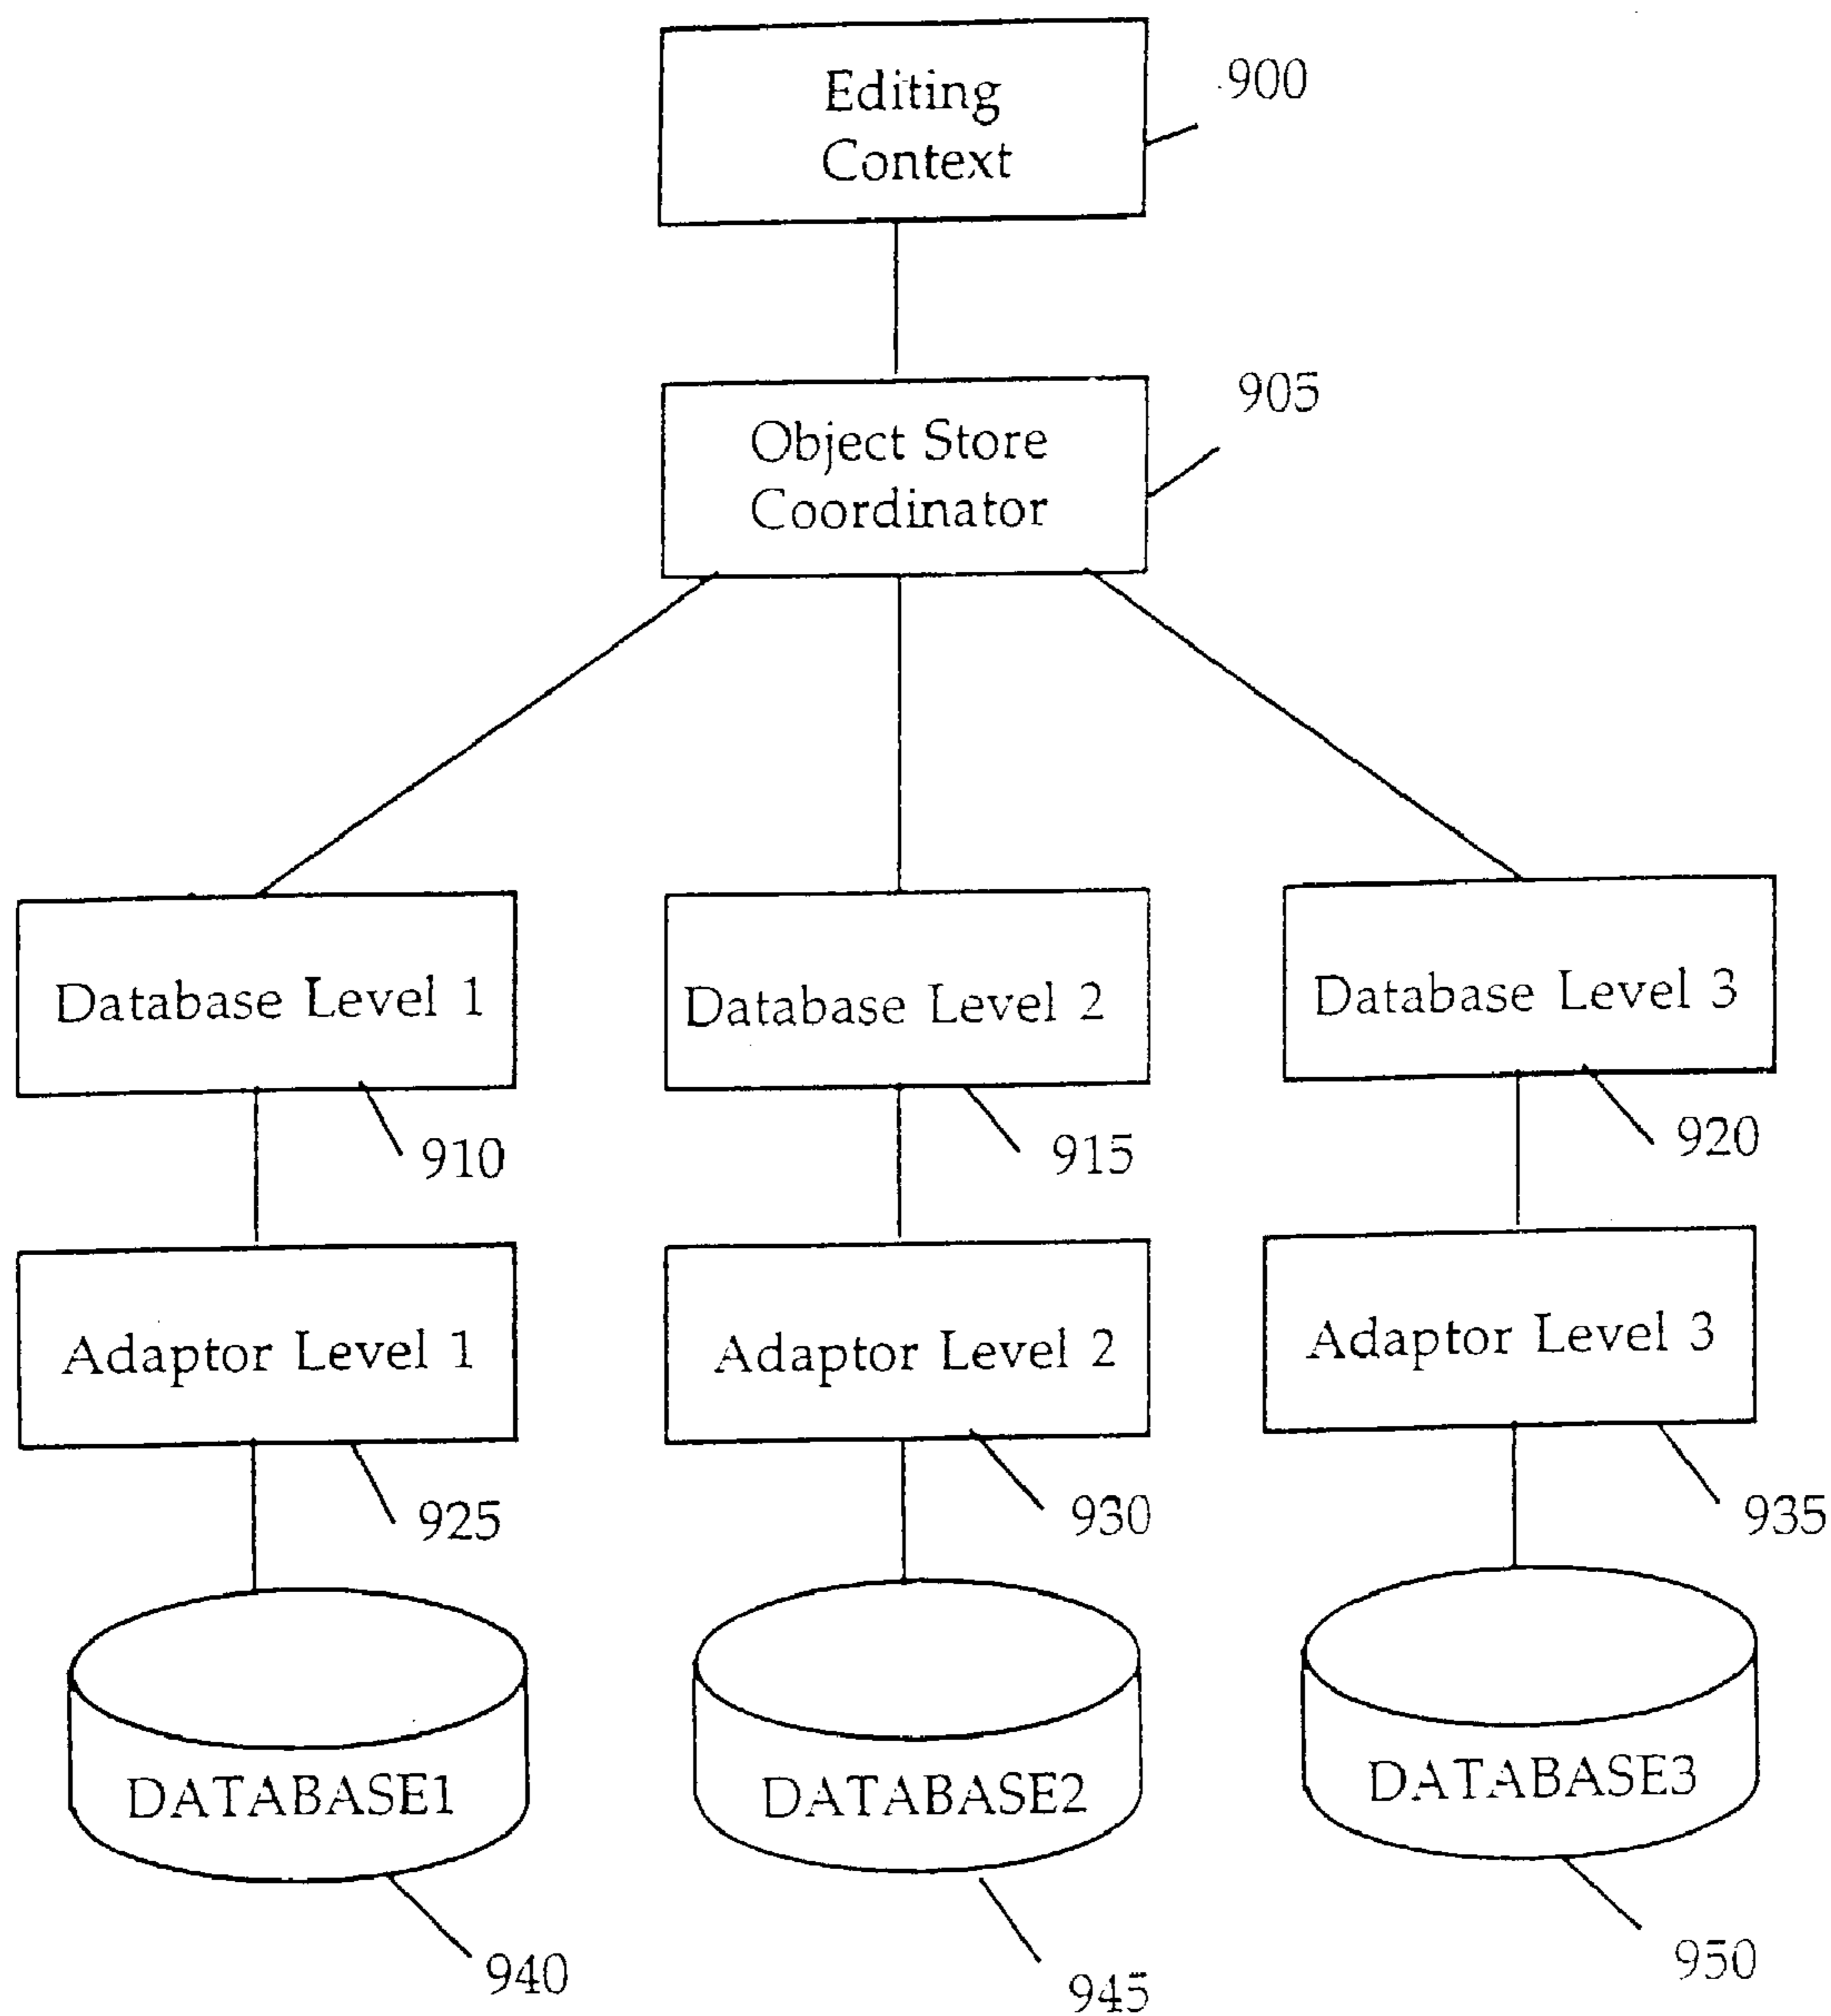 Editing
Context
900
Object Store
Coordinator
905
Database Level 1
Database Level 2
Database Level 3
910
915
920
Adaptor Level 1
Adaptor Level 2
Adaptor Level 3
925
930
935
DATABASE1
DATABASE2
DATABASE3
940
945
950